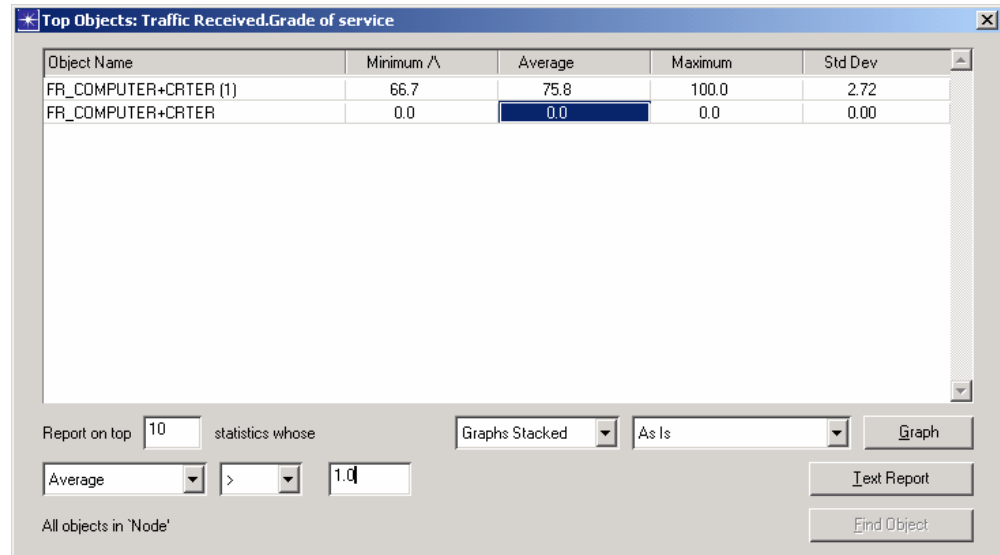 Top Objects: Traffic Received.Grade of service
Object Name Minimum /\ Average Maximum Std Dev
FR_COMPUTER+CRTER (1) 66.7 75.8 100.0 2.72
FR_COMPUTER+CRTER 0.0 0.0 0.0 0.00
Report on top 10 statistics whose Graphs Stacked As Is Graph
Average > 1.0 Text Report
All objects in `Node' Find Object